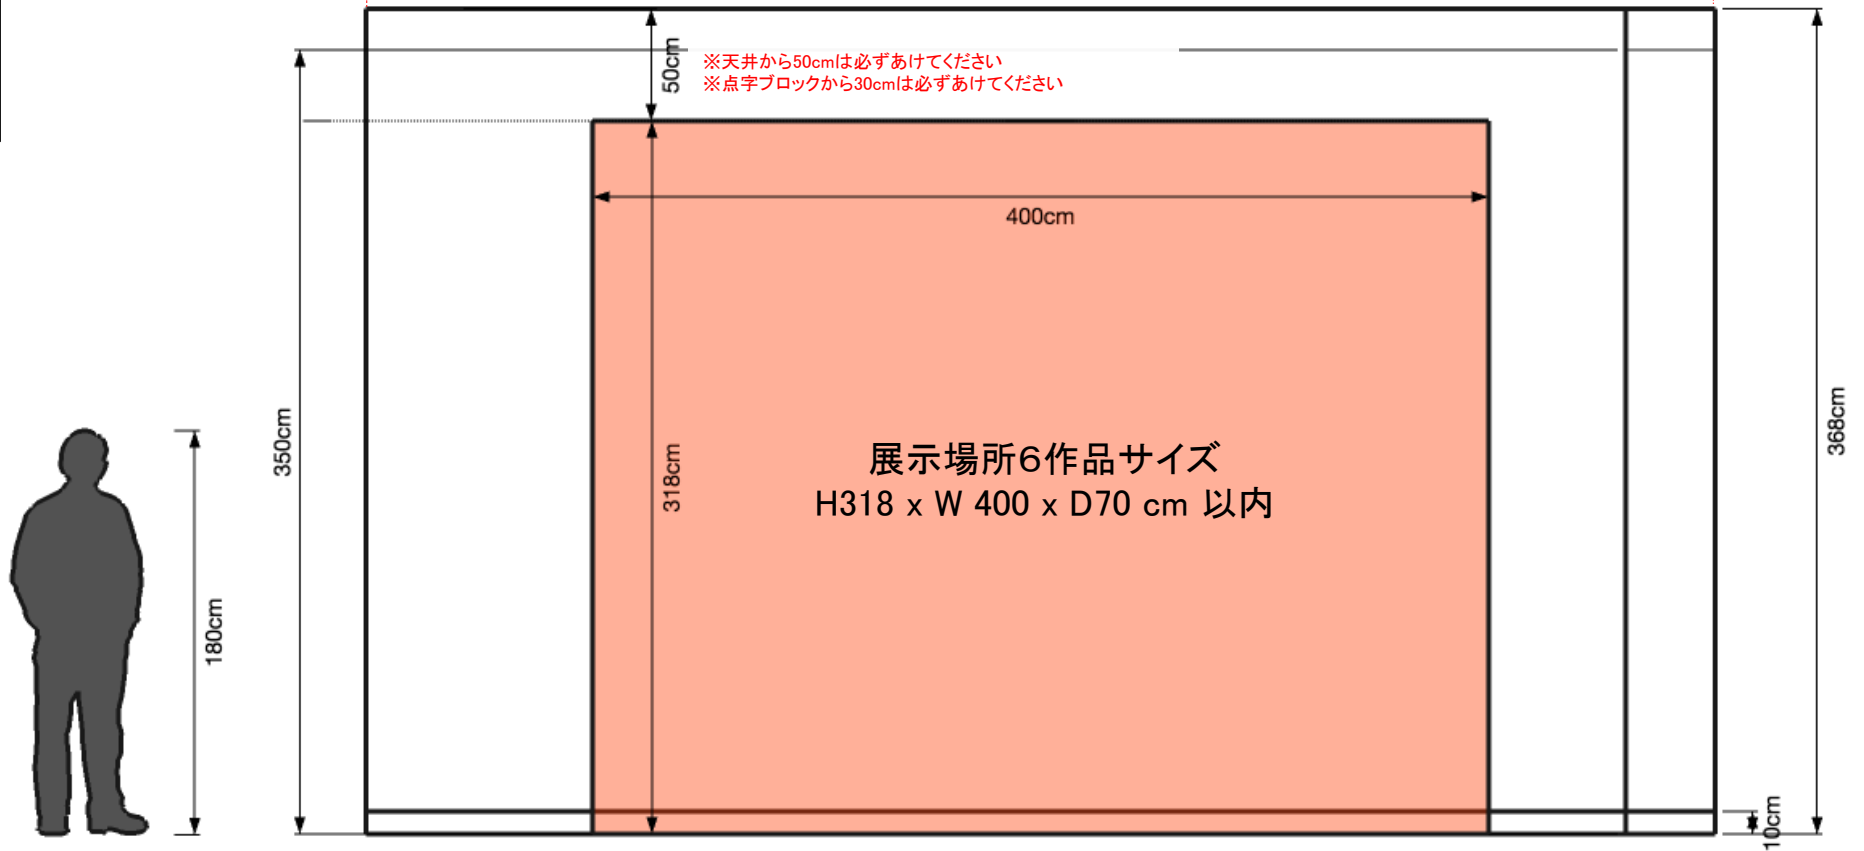 50cm
※天井から50cmは必ずあけてください
※点字ブロックから30cmは必ずあけてください
400cm
350cm
318cm
展示場所6作品サイズ
H318 x W 400 x D70 cm 以内
368cm
180cm
10cm